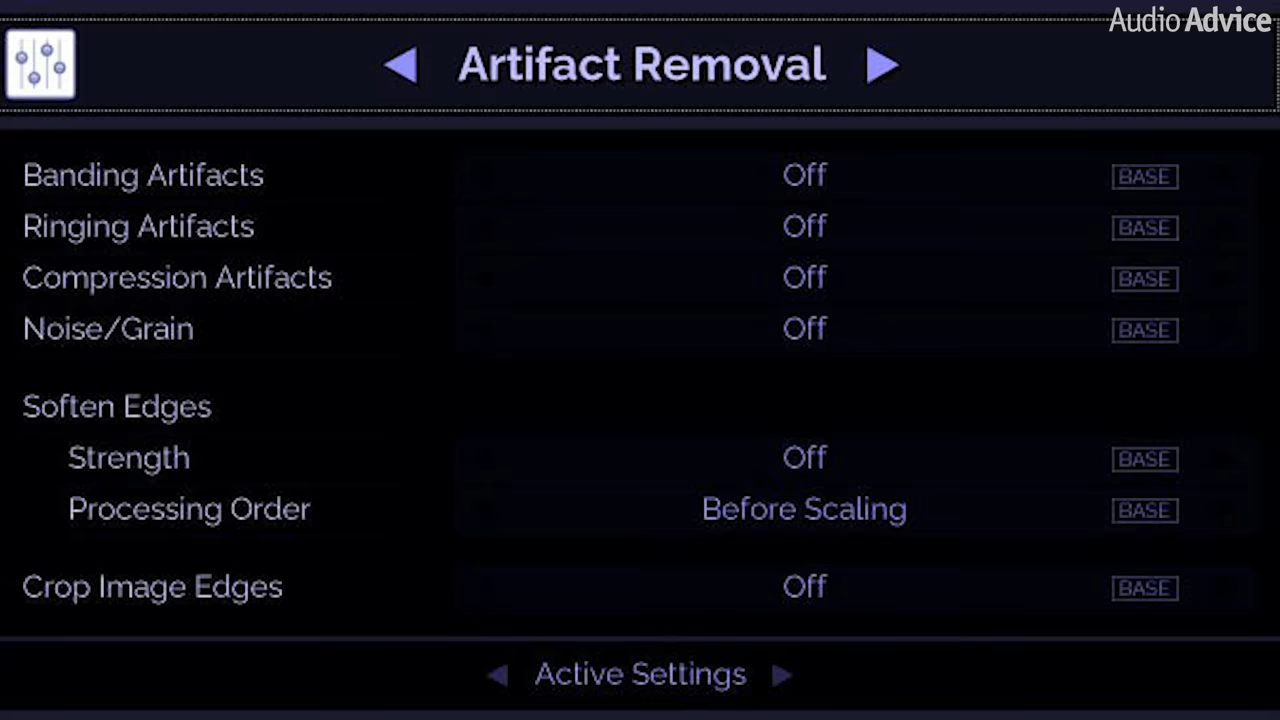 Audio Advice
Artifact Removal
Banding Artifacts Off BASE
Ringing Artifacts Off BASE
Compression Artifacts Off BASE
Noise/Grain Off BASE
Soften Edges
Strength Off BASE
Processing Order Before Scaling BASE
Crop Image Edges Off BASE
Active Settings